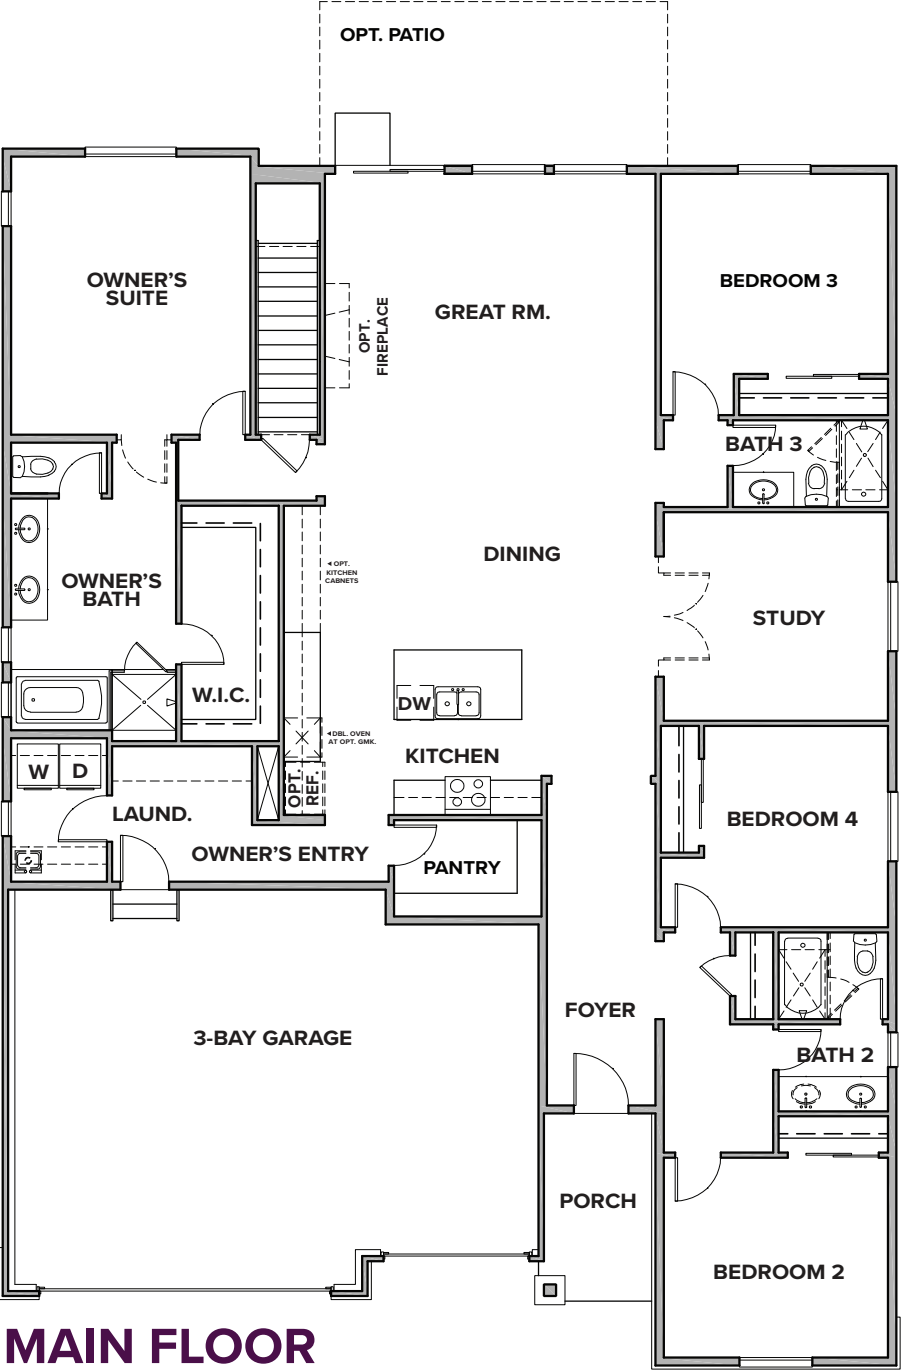 OPT. PATIO
OWNER'S
SUITE
OPT.
FIREPLACE
GREAT RM.
BEDROOM 3
BATH 3
DINING
OPT.
KITCHEN
CABNETS
OWNER'S
BATH
STUDY
W.I.C.
DW
DBL. OVEN
AT OPT. GMK.
KITCHEN
W
D
OPT.
REF.
LAUND.
BEDROOM 4
OWNER'S ENTRY
PANTRY
FOYER
3-BAY GARAGE
BATH 2
PORCH
BEDROOM 2
MAIN FLOOR